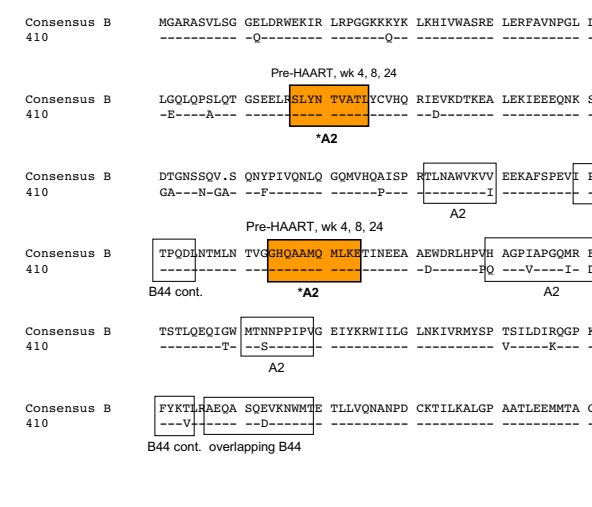 Consensus B MGARASVLSG GELDRWEKIR LRPGGKKKYK LKHIVWASRE LERFAVNPGL
410 ---------- -Q-------- -------Q-- ---------- ----------
Pre-HAART, wk 4, 8, 24
Consensus B LGQLQPSLQT GSEELRSLYN TVATLYCVHQ RIEVKDTKEA LEKIEEEQNK S
410 -E---A---- ---------- ---------- --D------- ---------- -
*A2
Consensus B DTGNSSQV.S QNYPIVQNLQ GQMVHQAISP RTLNAWVKVV EEKAFSPEVI P
410 GA---N-GA- --F------- ------P--- ---------I ---------- -
A2
Pre-HAART, wk 4, 8, 24
Consensus B TPQDLNTMLN TVGGHQAAMQ MLKETINEEA AEWDRLHPVH AGPIAPGQMR E
410 ---------- ---------- ---------- -D------PQ ---V----I- D
B44 cont. *A2 A2
Consensus B TSTLQEQIGW MTNNPPIPVG EIYKRWIILG LNKIVRMYSP TSILDIRQGP K
410 --------T- --S------- ---------- ---------- V-----K--- -
A2
Consensus B FYKTLRAEQA SQEVKNWMTE TLLVQNANPD CKTILKALGP AATLEEMMTA
410 ---V------ --D------- ---------- ---------- ----------
B44 cont. overlapping B44